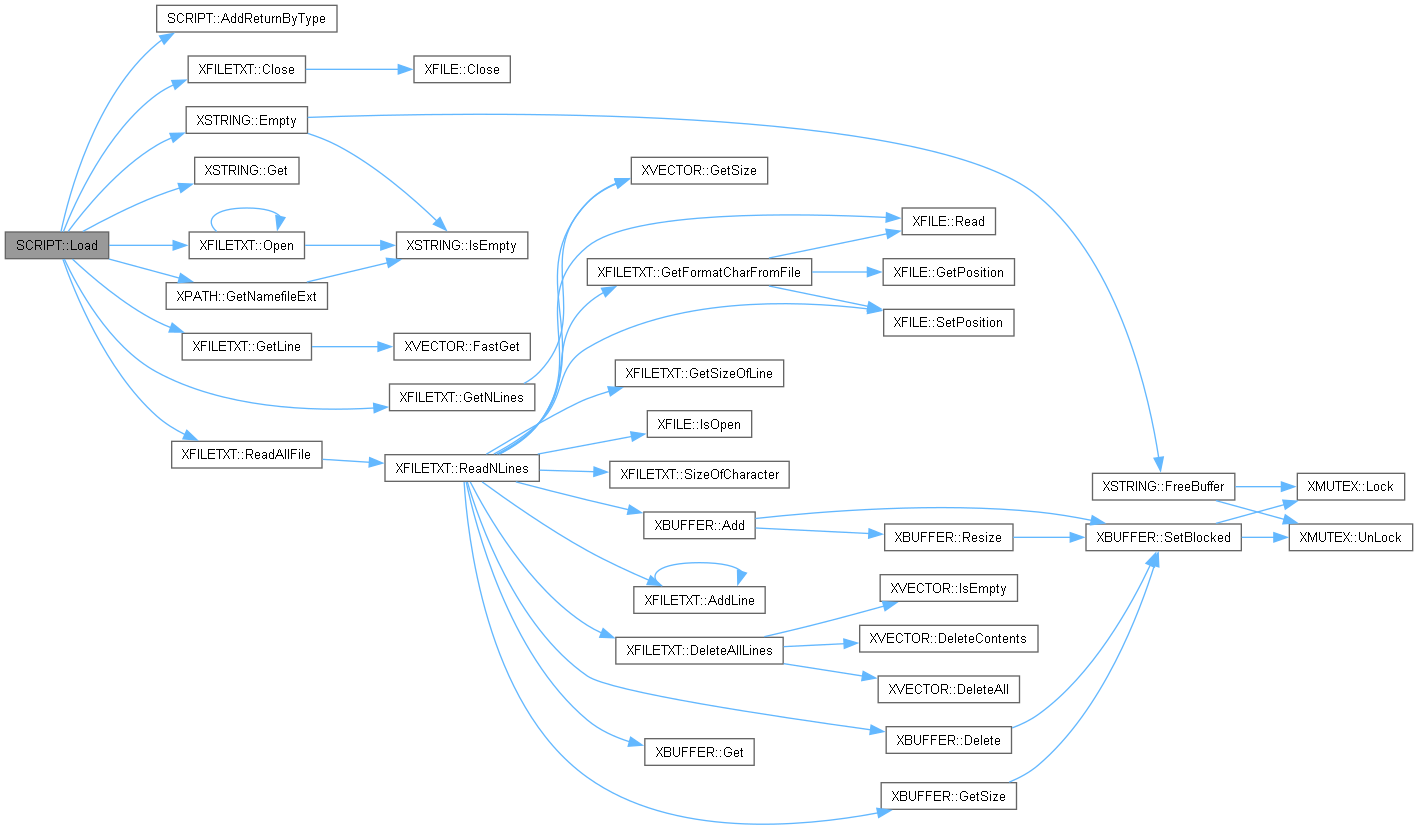 SCRIPT::AddReturnByType
XFILETXT::Close
XFILE::Close
XSTRING::Empty
XSTRING::Get
XVECTOR::GetSize
XFILE::Read
SCRIPT::Load
XFILETXT::Open
XSTRING::IsEmpty
XFILETXT::GetFormatCharFromFile
XFILE::GetPosition
XPATH::GetNamefileExt
XFILE::SetPosition
XFILETXT::GetLine
XVECTOR::FastGet
XFILETXT::GetSizeOfLine
XFILETXT::GetNLines
XFILE::IsOpen
XFILETXT::ReadAllFile
XFILETXT::ReadNLines
XFILETXT::SizeOfCharacter
XSTRING::FreeBuffer
XMUTEX::Lock
XBUFFER::Add
XBUFFER::Resize
XBUFFER::SetBlocked
XMUTEX::UnLock
XVECTOR::IsEmpty
XFILETXT::AddLine
XVECTOR::DeleteContents
XFILETXT::DeleteAllLines
XVECTOR::DeleteAll
XBUFFER::Delete
XBUFFER::Get
XBUFFER::GetSize